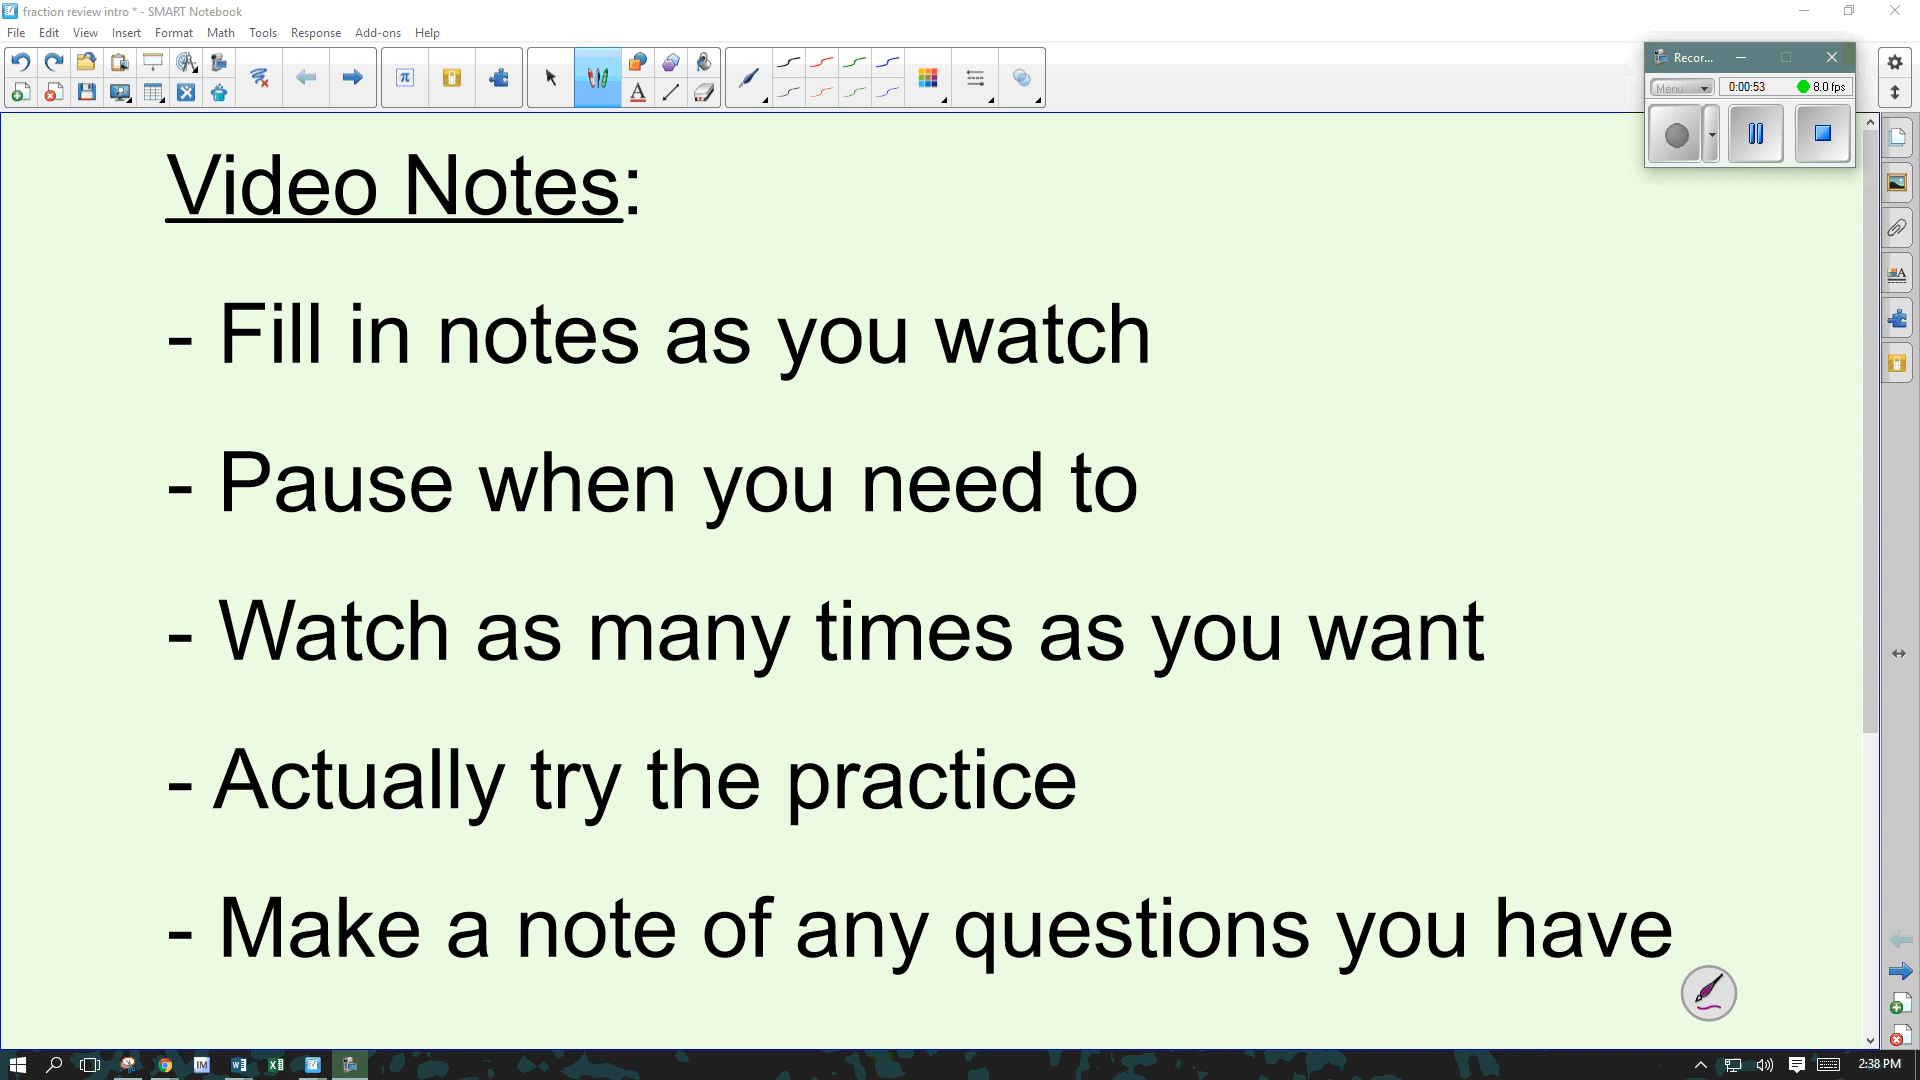 fraction review intro * - SMART Notebook
File Edit View Insert Format Math Tools Response Add-ons Help
Recor...
Menu 0:00:53 8.0 fps
Video Notes:
- Fill in notes as you watch
- Pause when you need to
- Watch as many times as you want
- Actually try the practice
- Make a note of any questions you have
2:38 PM